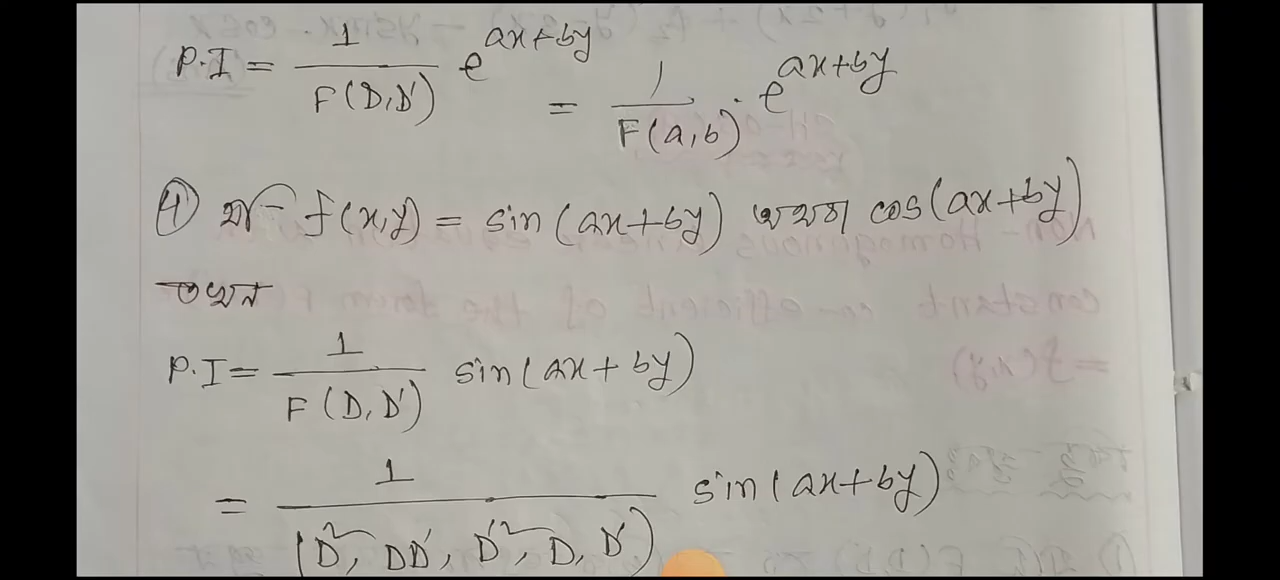 P.I = 1/F(D,D') e^(ax+by) = 1/F(a,b) · e^(ax+by)
④ যদি f(x,y) = sin(ax+by) অথবা cos(ax+by)
তখন
P.I = 1/F(D,D') sin(ax+by)
= 1/(D², DD', D'², D, D') sin(ax+by)